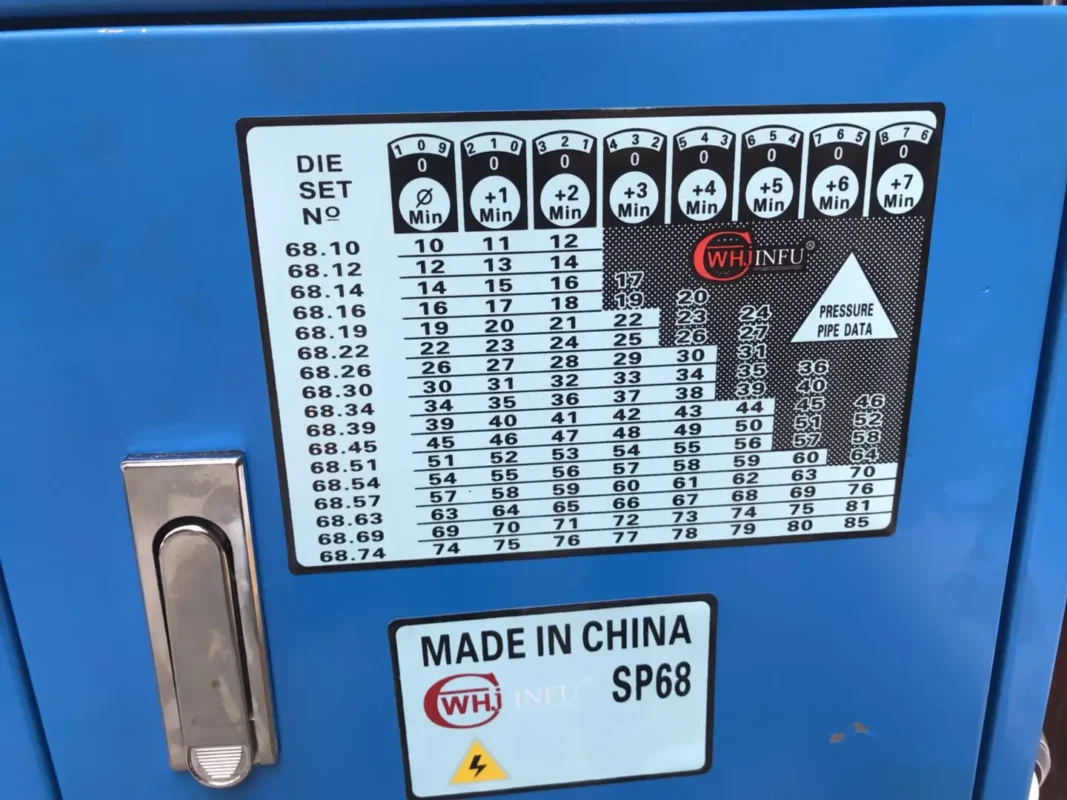 DIE SET Nº
1 0 9 2 1 0 3 2 1 4 3 2 5 4 3 6 5 4 7 6 5 8 7 6
0 0 0 0 0 0 0 0
Ø +1 +2 +3 +4 +5 +6 +7
Min Min Min Min Min Min Min Min
68.10 10 11 12
68.12 12 13 14
68.14 14 15 16 17
68.16 16 17 18 19 20
68.19 19 20 21 22 23 24
68.22 22 23 24 25 26 27
68.26 26 27 28 29 30 31
68.30 30 31 32 33 34 35 36
68.34 34 35 36 37 38 39 40
68.39 39 40 41 42 43 44 45 46
68.45 45 46 47 48 49 50 51 52
68.51 51 52 53 54 55 56 57 58
68.54 54 55 56 57 58 59 60 64
68.57 57 58 59 60 61 62 63 70
68.63 63 64 65 66 67 68 69 76
68.69 69 70 71 72 73 74 75 81
68.74 74 75 76 77 78 79 80 85
WHJ INFU®
PRESSURE
PIPE DATA
MADE IN CHINA
WHJ INFU®
SP68